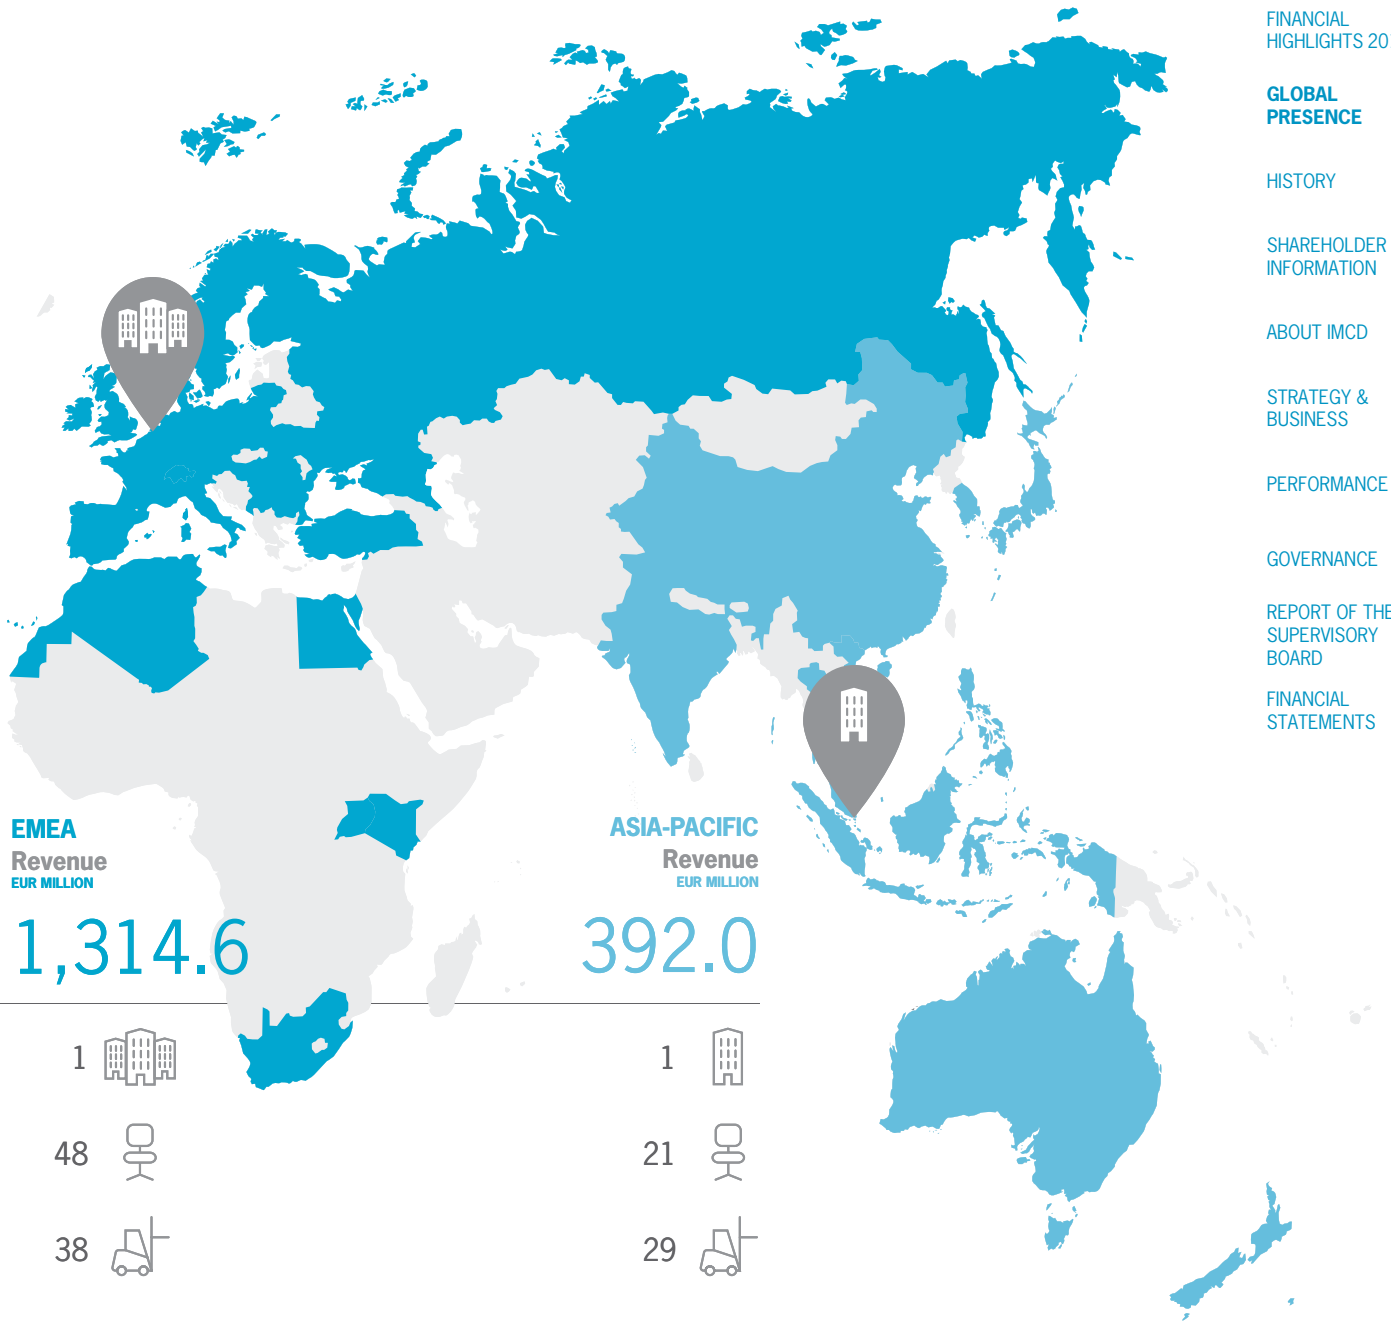 FINANCIAL
HIGHLIGHTS 20
GLOBAL
PRESENCE
HISTORY
SHAREHOLDER
INFORMATION
ABOUT IMCD
STRATEGY &
BUSINESS
PERFORMANCE
GOVERNANCE
REPORT OF THE
SUPERVISORY
BOARD
FINANCIAL
STATEMENTS
EMEA
Revenue
EUR MILLION
1,314.6
1
48
38
ASIA-PACIFIC
Revenue
EUR MILLION
392.0
1
21
29